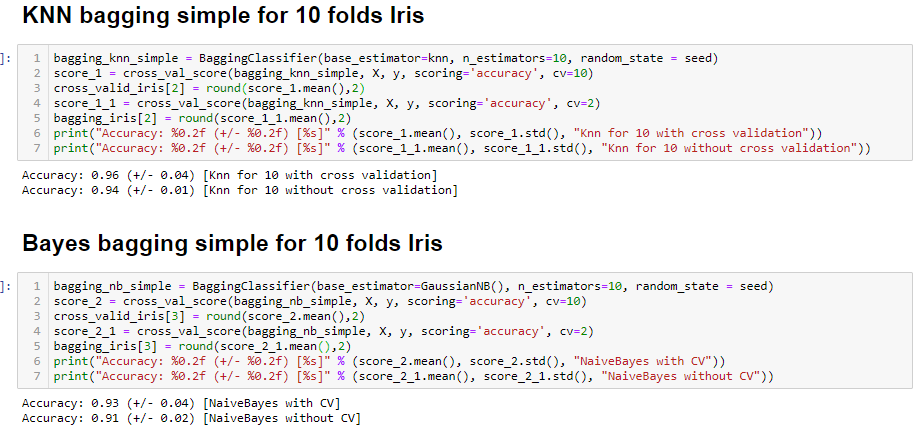 KNN bagging simple for 10 folds Iris
]: 1 bagging_knn_simple = BaggingClassifier(base_estimator=knn, n_estimators=10, random_state = seed)
2 score_1 = cross_val_score(bagging_knn_simple, X, y, scoring='accuracy', cv=10)
3 cross_valid_iris[2] = round(score_1.mean(),2)
4 score_1_1 = cross_val_score(bagging_knn_simple, X, y, scoring='accuracy', cv=2)
5 bagging_iris[2] = round(score_1_1.mean(),2)
6 print("Accuracy: %0.2f (+/- %0.2f) [%s]" % (score_1.mean(), score_1.std(), "Knn for 10 with cross validation"))
7 print("Accuracy: %0.2f (+/- %0.2f) [%s]" % (score_1_1.mean(), score_1_1.std(), "Knn for 10 without cross validation"))
Accuracy: 0.96 (+/- 0.04) [Knn for 10 with cross validation]
Accuracy: 0.94 (+/- 0.01) [Knn for 10 without cross validation]
Bayes bagging simple for 10 folds Iris
]: 1 bagging_nb_simple = BaggingClassifier(base_estimator=GaussianNB(), n_estimators=10, random_state = seed)
2 score_2 = cross_val_score(bagging_nb_simple, X, y, scoring='accuracy', cv=10)
3 cross_valid_iris[3] = round(score_2.mean(),2)
4 score_2_1 = cross_val_score(bagging_nb_simple, X, y, scoring='accuracy', cv=2)
5 bagging_iris[3] = round(score_2_1.mean(),2)
6 print("Accuracy: %0.2f (+/- %0.2f) [%s]" % (score_2.mean(), score_2.std(), "NaiveBayes with CV"))
7 print("Accuracy: %0.2f (+/- %0.2f) [%s]" % (score_2_1.mean(), score_2_1.std(), "NaiveBayes without CV"))
Accuracy: 0.93 (+/- 0.04) [NaiveBayes with CV]
Accuracy: 0.91 (+/- 0.02) [NaiveBayes without CV]